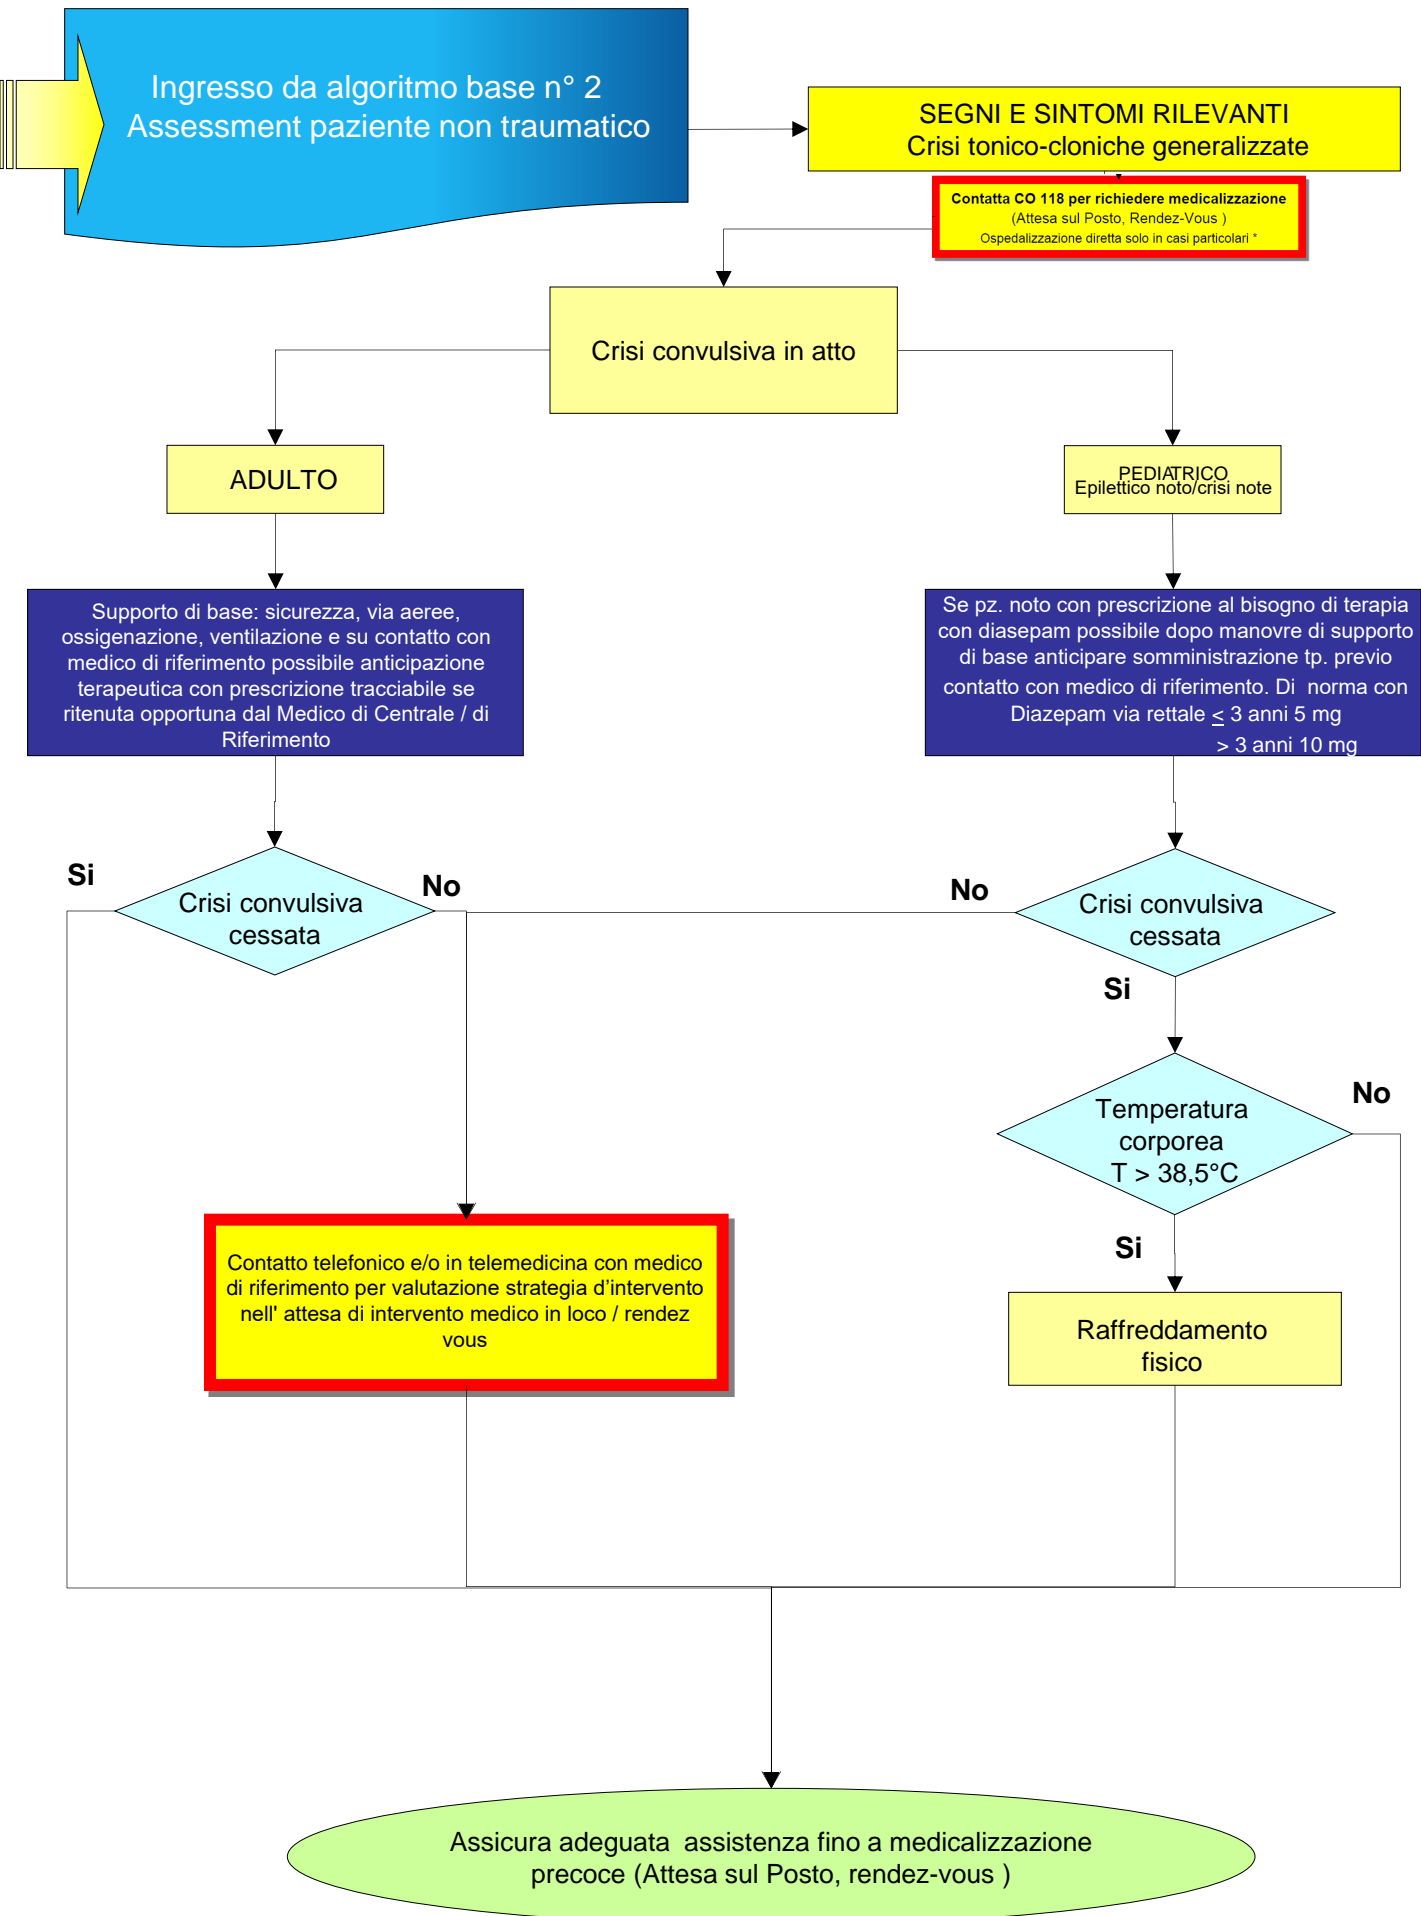 Ingresso da algoritmo base n° 2
Assessment paziente non traumatico
SEGNI E SINTOMI RILEVANTI
Crisi tonico-cloniche generalizzate
Contatta CO 118 per richiedere medicalizzazione
(Attesa sul Posto, Rendez-Vous )
Ospedalizzazione diretta solo in casi particolari *
Crisi convulsiva in atto
ADULTO
PEDIATRICO
Epilettico noto/crisi note
Supporto di base: sicurezza, via aeree,
ossigenazione, ventilazione e su contatto con
medico di riferimento possibile anticipazione
terapeutica con prescrizione tracciabile se
ritenuta opportuna dal Medico di Centrale / di
Riferimento
Se pz. noto con prescrizione al bisogno di terapia
con diasepam possibile dopo manovre di supporto
di base anticipare somministrazione tp. previo
contatto con medico di riferimento. Di  norma con
Diazepam via rettale < 3 anni 5 mg
> 3 anni 10 mg
Si
Crisi convulsiva
cessata
No
No
Crisi convulsiva
cessata
Si
Temperatura
corporea
T > 38,5°C
No
Si
Contatto telefonico e/o in telemedicina con medico
di riferimento per valutazione strategia d’intervento
nell' attesa di intervento medico in loco / rendez
vous
Raffreddamento
fisico
Assicura adeguata  assistenza fino a medicalizzazione
precoce (Attesa sul Posto, rendez-vous )